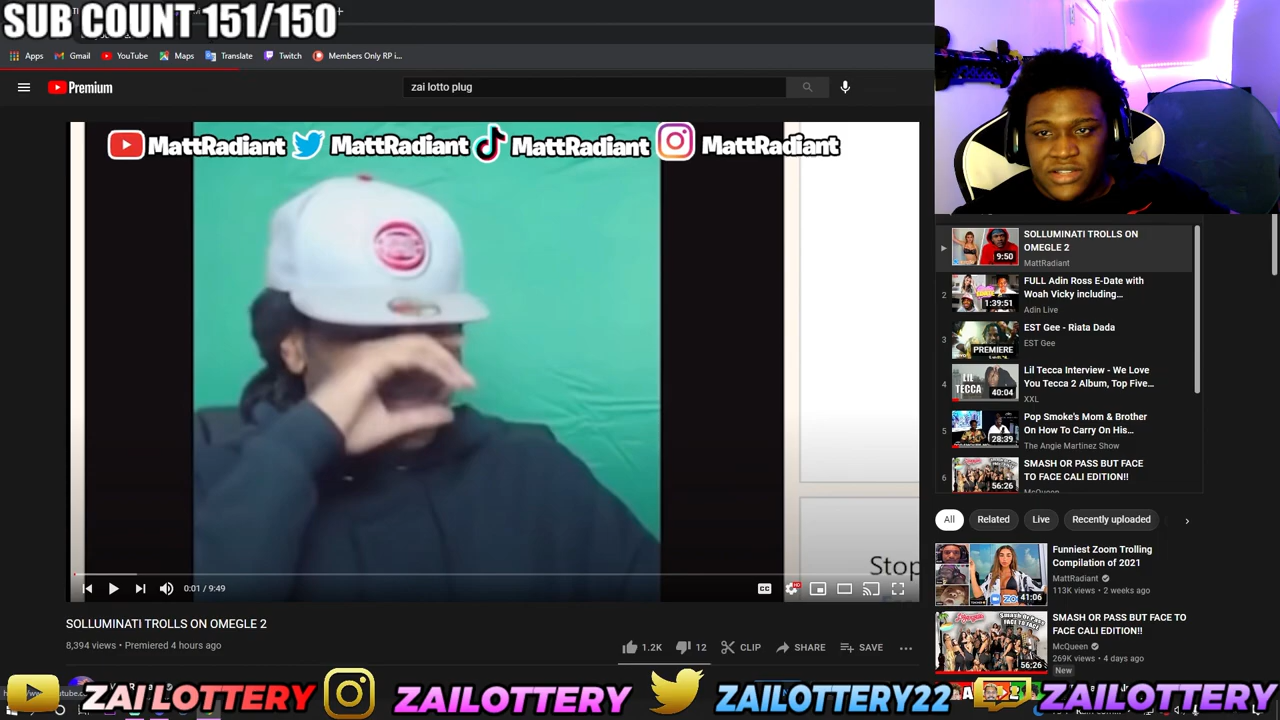 SUB COUNT 151/150
Apps Gmail YouTube Maps Translate Twitch Members Only RP i...
Premium
zai lotto plug
MattRadiant MattRadiant MattRadiant MattRadiant
Stop
0:01 / 9:49
SOLLUMINATI TROLLS ON OMEGLE 2
8,394 views • Premiered 4 hours ago
1.2K 12 CLIP SHARE SAVE
9:50
SOLLUMINATI TROLLS ON
OMEGLE 2
MattRadiant
2
1:39:51
FULL Adin Ross E-Date with
Woah Vicky including...
Adin Live
3
PREMIERE
EST Gee - Riata Dada
EST Gee
4
LIL
TECCA
40:04
Lil Tecca Interview - We Love
You Tecca 2 Album, Top Five...
XXL
5
28:39
Pop Smoke's Mom & Brother
On How To Carry On His...
The Angie Martinez Show
6
56:26
SMASH OR PASS BUT FACE
TO FACE CALI EDITION!!
McQueen
All Related Live Recently uploaded
41:06
Funniest Zoom Trolling
Compilation of 2021
MattRadiant
113K views • 2 weeks ago
56:26
SMASH OR PASS BUT FACE TO
FACE CALI EDITION!!
McQueen
269K views • 4 days ago
New
ZAI LOTTERY ZAILOTTERY ZAILOTTERY22 ZAILOTTERY